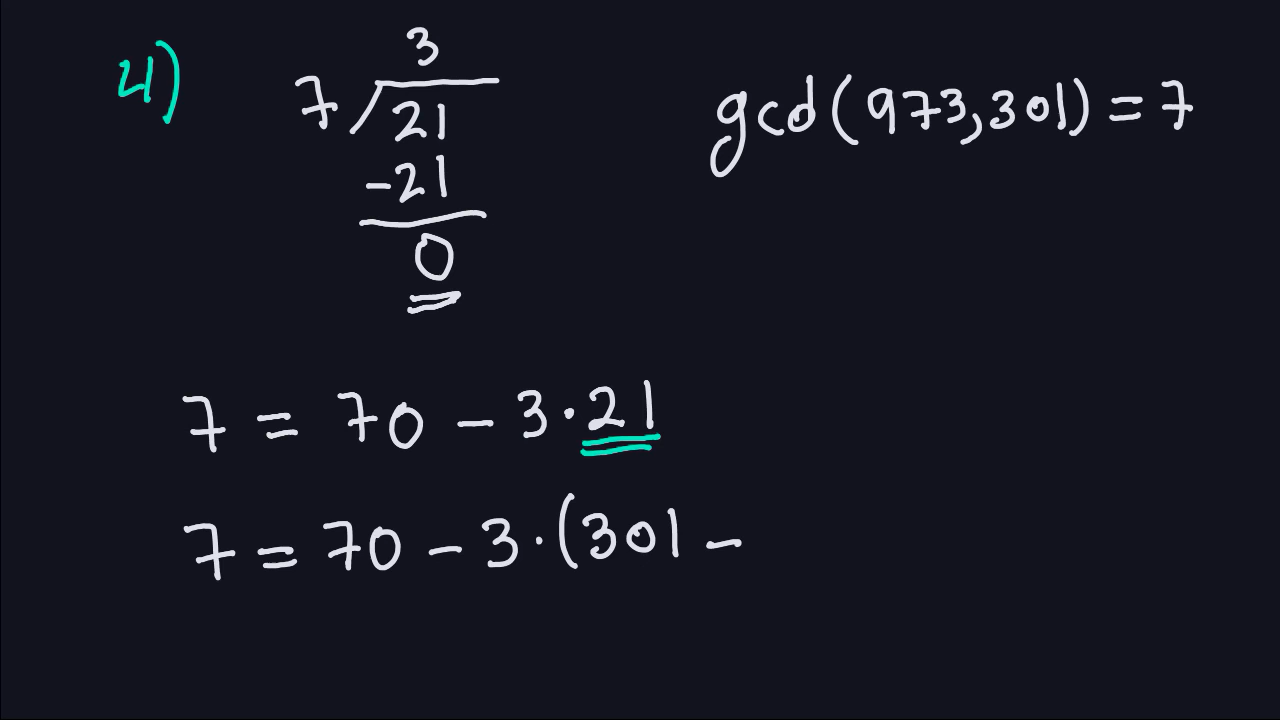 4)
3
7 21
-21
0
gcd(973,301) = 7
7 = 70 - 3·21
7 = 70 - 3·(301 -